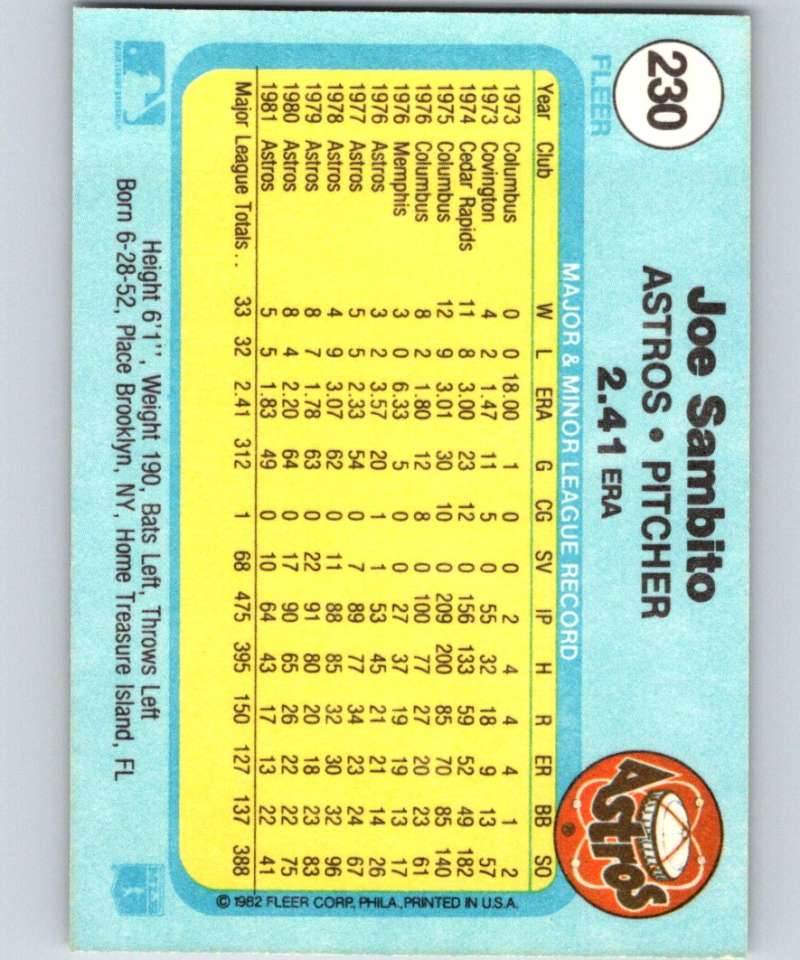 230
FLEER
Joe Sambito
ASTROS • PITCHER
2.41 ERA
Astros
MAJOR & MINOR LEAGUE RECORD
Year Club W L ERA G CG SV IP H R ER BB SO
1973 Columbus 0 0 18.00 1 0 0 2 4 4 4 1 2
1973 Covington 4 2 1.47 11 5 0 55 32 18 9 13 57
1974 Cedar Rapids 11 8 3.00 23 12 0 156 133 59 52 49 182
1975 Columbus 12 9 3.01 30 10 0 209 200 85 70 85 140
1976 Columbus 8 2 1.80 12 8 0 100 77 27 20 23 61
1976 Memphis 3 0 6.33 5 0 0 27 37 19 19 13 17
1976 Astros 3 2 3.57 20 1 1 53 45 21 21 14 26
1977 Astros 5 5 2.33 54 0 7 89 77 34 23 24 67
1978 Astros 4 9 3.07 62 0 11 88 85 32 30 32 96
1979 Astros 8 7 1.78 63 0 22 91 80 20 18 23 83
1980 Astros 8 4 2.20 64 0 17 90 65 26 22 22 75
1981 Astros 5 5 1.83 49 0 10 64 43 17 13 22 41
Major League Totals . . 33 32 2.41 312 1 68 475 395 150 127 137 388
© 1982 FLEER CORP, PHILA., PRINTED IN U.S.A.
Height 6'1'', Weight 190, Bats Left, Throws Left
Born 6-28-52, Place Brooklyn, NY, Home Treasure Island, FL